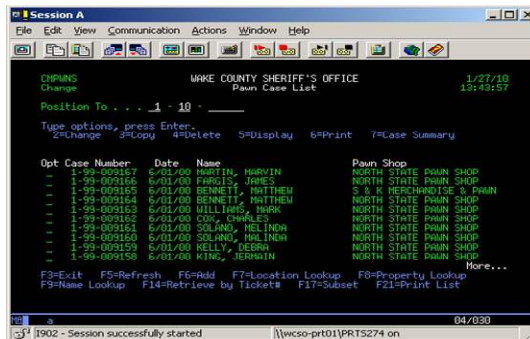 Session A
File Edit View Communication Actions Window Help
CMPWNS WAKE COUNTY SHERIFF'S OFFICE 1/27/10
Change Pawn Case List 13:43:57
Position To . . . 1 - 10 -
Type options, press Enter.
2=Change 3=Copy 4=Delete 5=Display 6=Print 7=Case Summary
Opt Case Number Date Name Pawn Shop
1-99-009167 6/01/00 MARTIN, MARVIN NORTH STATE PAWN SHOP
1-99-009166 6/01/00 FARGIS, JAMES NORTH STATE PAWN SHOP
1-99-009165 6/01/00 BENNETT, MATTHEW S & K MERCHANDISE & PAWN
1-99-009164 6/01/00 BENNETT, MATTHEW NORTH STATE PAWN SHOP
1-99-009163 6/01/00 WILLIAMS, MARK NORTH STATE PAWN SHOP
1-99-009162 6/01/00 COX, CHARLES NORTH STATE PAWN SHOP
1-99-009161 6/01/00 SOLANO, MELINDA NORTH STATE PAWN SHOP
1-99-009160 6/01/00 SOLANO, MALINDA NORTH STATE PAWN SHOP
1-99-009159 6/01/00 KELLY, DEBRA NORTH STATE PAWN SHOP
1-99-009158 6/01/00 KING, JERMAIN NORTH STATE PAWN SHOP
More...
F3=Exit F5=Refresh F6=Add F7=Location Lookup F8=Property Lookup
F9=Name Lookup F14=Retrieve by Ticket# F17=Subset F21=Print List
a 04/030
I902 - Session successfully started \\wcso-prt01\PRT5274 on